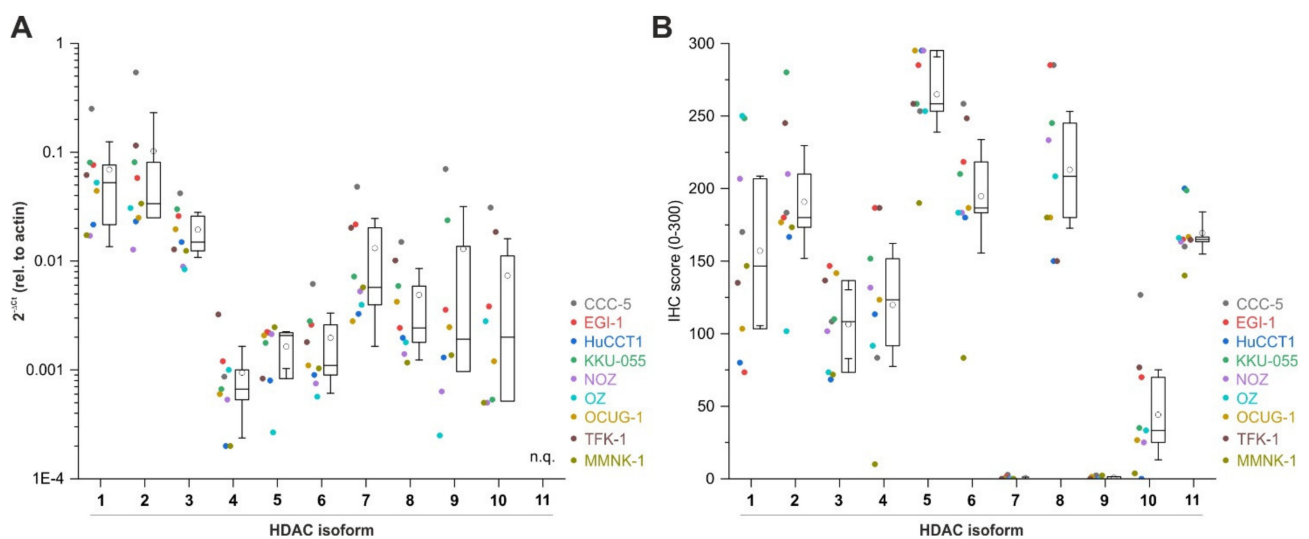 A
2^-ΔCt (rel. to actin)
1
0.1
0.01
0.001
1E-4
n.q.
1 2 3 4 5 6 7 8 9 10 11
HDAC isoform
CCC-5
EGI-1
HuCCT1
KKU-055
NOZ
OZ
OCUG-1
TFK-1
MMNK-1
B
IHC score (0-300)
300
250
200
150
100
50
0
1 2 3 4 5 6 7 8 9 10 11
HDAC isoform
CCC-5
EGI-1
HuCCT1
KKU-055
NOZ
OZ
OCUG-1
TFK-1
MMNK-1